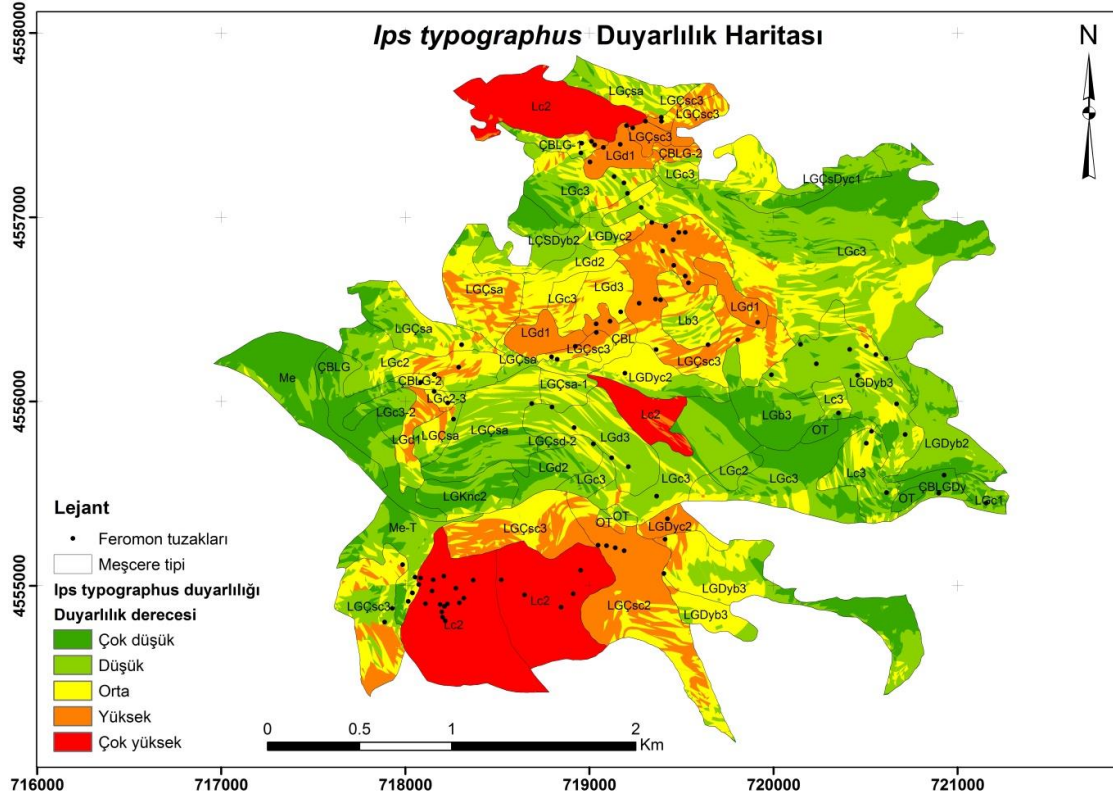 Ips typographus Duyarlılık Haritası
N
4558000
4557000
4556000
4555000
Lc2
LGçsa
LGÇsc3
LGÇsc3
LGÇsc3
ÇBLG-1
LGd1
ÇBLG-2
LGc3
LGc3
LGÇsDyc1
LÇSDyb2
LGDyc2
LGc3
LGd2
LGÇsa
LGc3
LGd3
LGd1
Lb3
LGd1
ÇBL
LGÇsc3
LGÇsc3
LGÇsa
LGÇsa
LGc2
LGDyc2
LGDyb3
Me
ÇBLG
ÇBLG-2
LGÇsa-1
LGc2-3
Lc2
LGb3
Lc3
LGc3-2
OT
LGd1
LGÇsa
LGÇsa
LGÇsd-2
LGd3
LGDyb2
LGd2
LGc3
LGc3
LGc2
LGc3
Lc3
ÇBLGDy
LGKnc2
OT
LGc1
Me-T
LGÇsc3
OT
OT
LGDyc2
LGÇsc3
Lc2
Lc2
LGÇsc2
LGDyb3
LGDyb3
Lejant
Feromon tuzakları
Meşcere tipi
Ips typographus duyarlılığı
Duyarlılık derecesi
Çok düşük
Düşük
Orta
Yüksek
Çok yüksek
0 0.5 1 2
Km
716000 717000 718000 719000 720000 721000